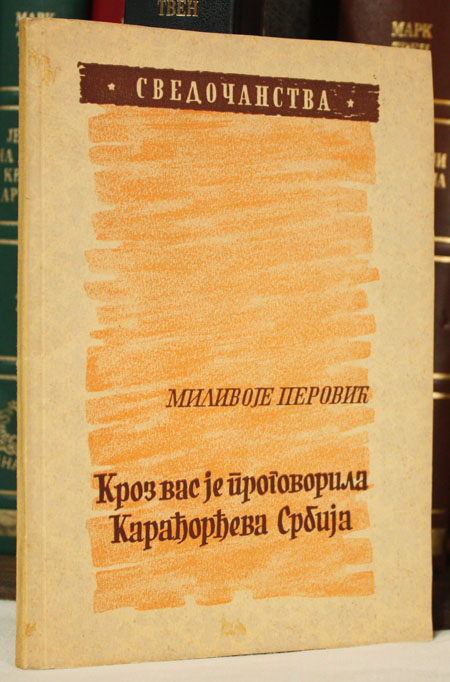 ТВЕН
МАРК
СВЕДОЧАНСТВА
МИЛИВОЈЕ ПЕРОВИЋ
Кроз вас је проговорила
Карађорђева Србија